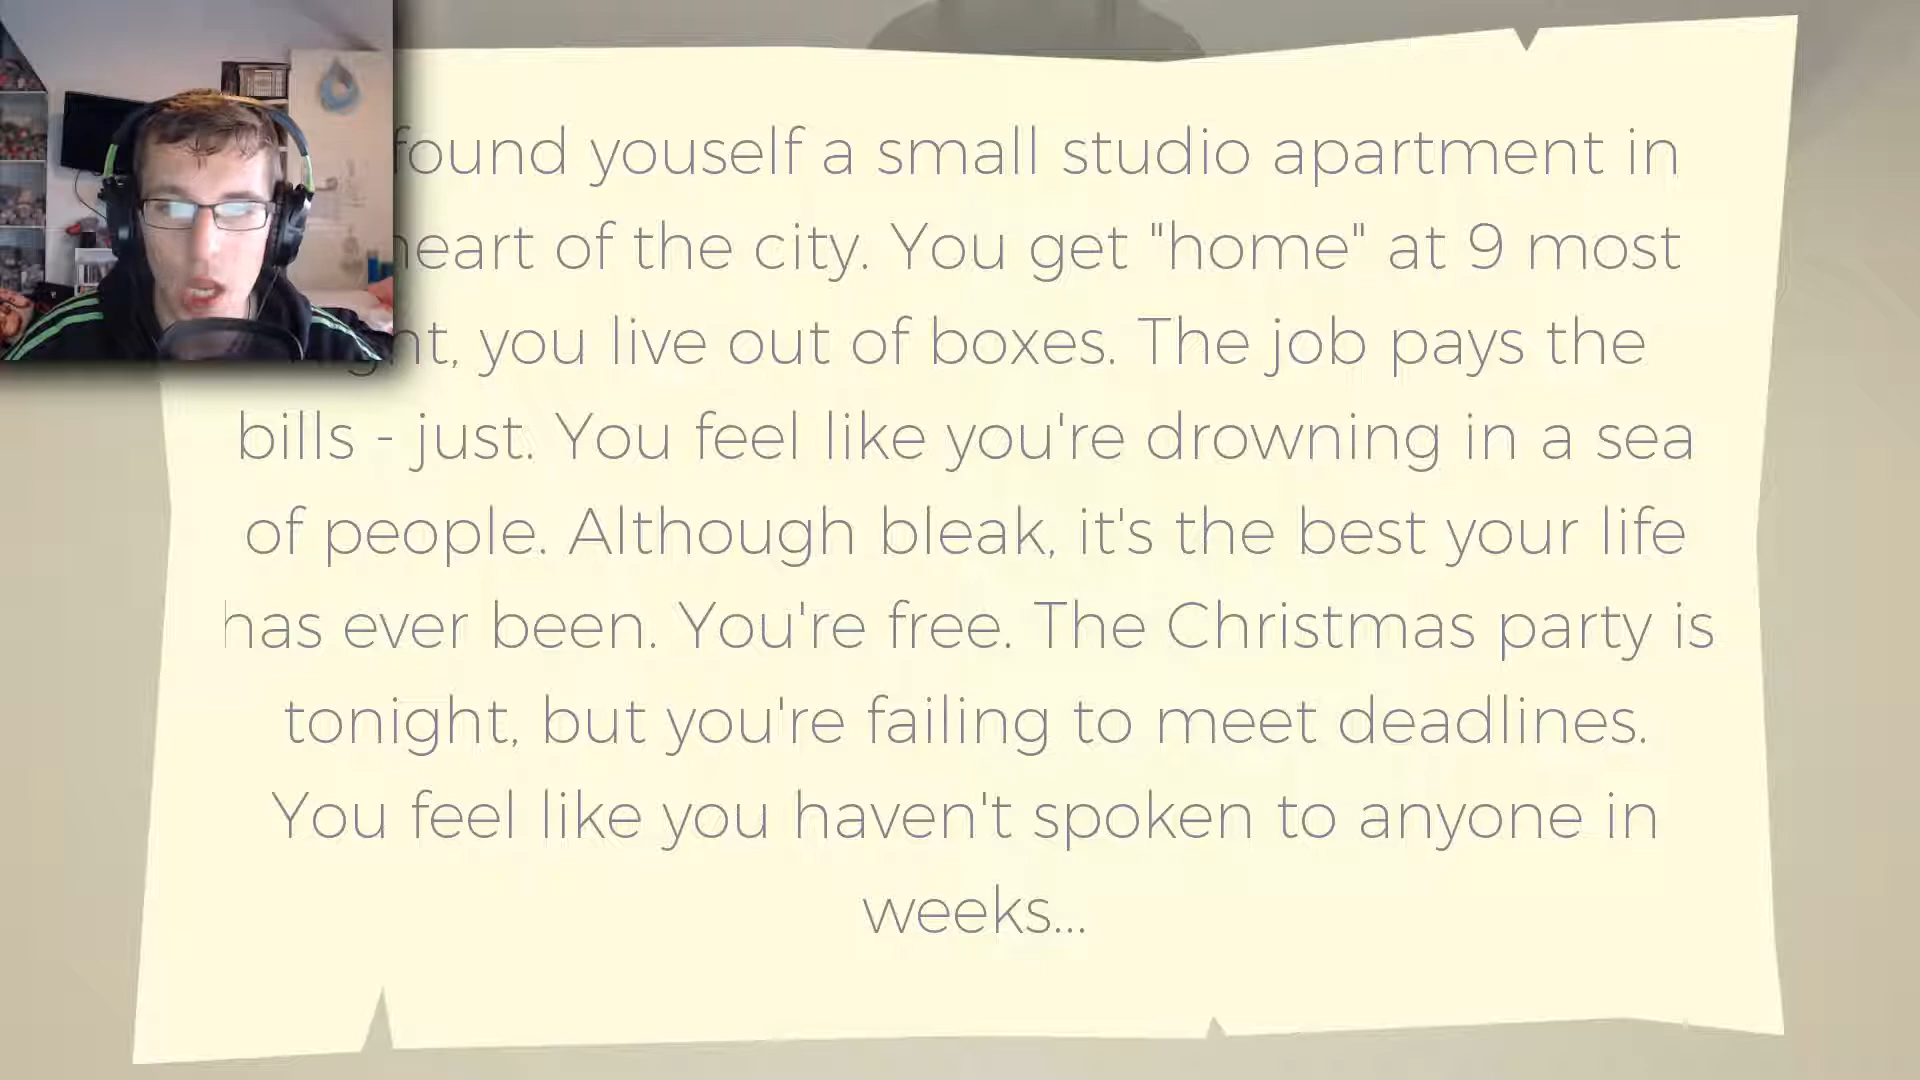 found youself a small studio apartment in
heart of the city. You get "home" at 9 most
you live out of boxes. The job pays the
bills - just. You feel like you're drowning in a sea
of people. Although bleak, it's the best your life
has ever been. You're free. The Christmas party is
tonight, but you're failing to meet deadlines.
You feel like you haven't spoken to anyone in
weeks...